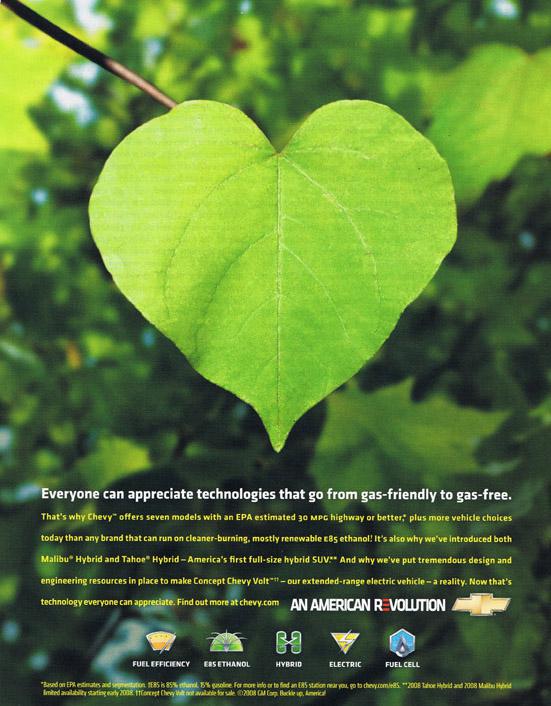 Everyone can appreciate technologies that go from gas-friendly to gas-free.
That's why Chevy™ offers seven models with an EPA estimated 30 MPG highway or better,* plus more vehicle choices
today than any brand that can run on cleaner-burning, mostly renewable E85 ethanol.† It's also why we've introduced both
Malibu® Hybrid and Tahoe® Hybrid – America's first full-size hybrid SUV.** And why we've put tremendous design and
engineering resources in place to make Concept Chevy Volt™†† – our extended-range electric vehicle – a reality. Now that's
technology everyone can appreciate. Find out more at chevy.com
AN AMERICAN REVOLUTION
FUEL EFFICIENCY E85 ETHANOL HYBRID ELECTRIC FUEL CELL
*Based on EPA estimates and segmentation. †E85 is 85% ethanol, 15% gasoline. For more info or to find an E85 station near you, go to chevy.com/e85. **2008 Tahoe Hybrid and 2008 Malibu Hybrid
limited availability starting early 2008. ††Concept Chevy Volt not available for sale. ©2008 GM Corp. Buckle up, America!